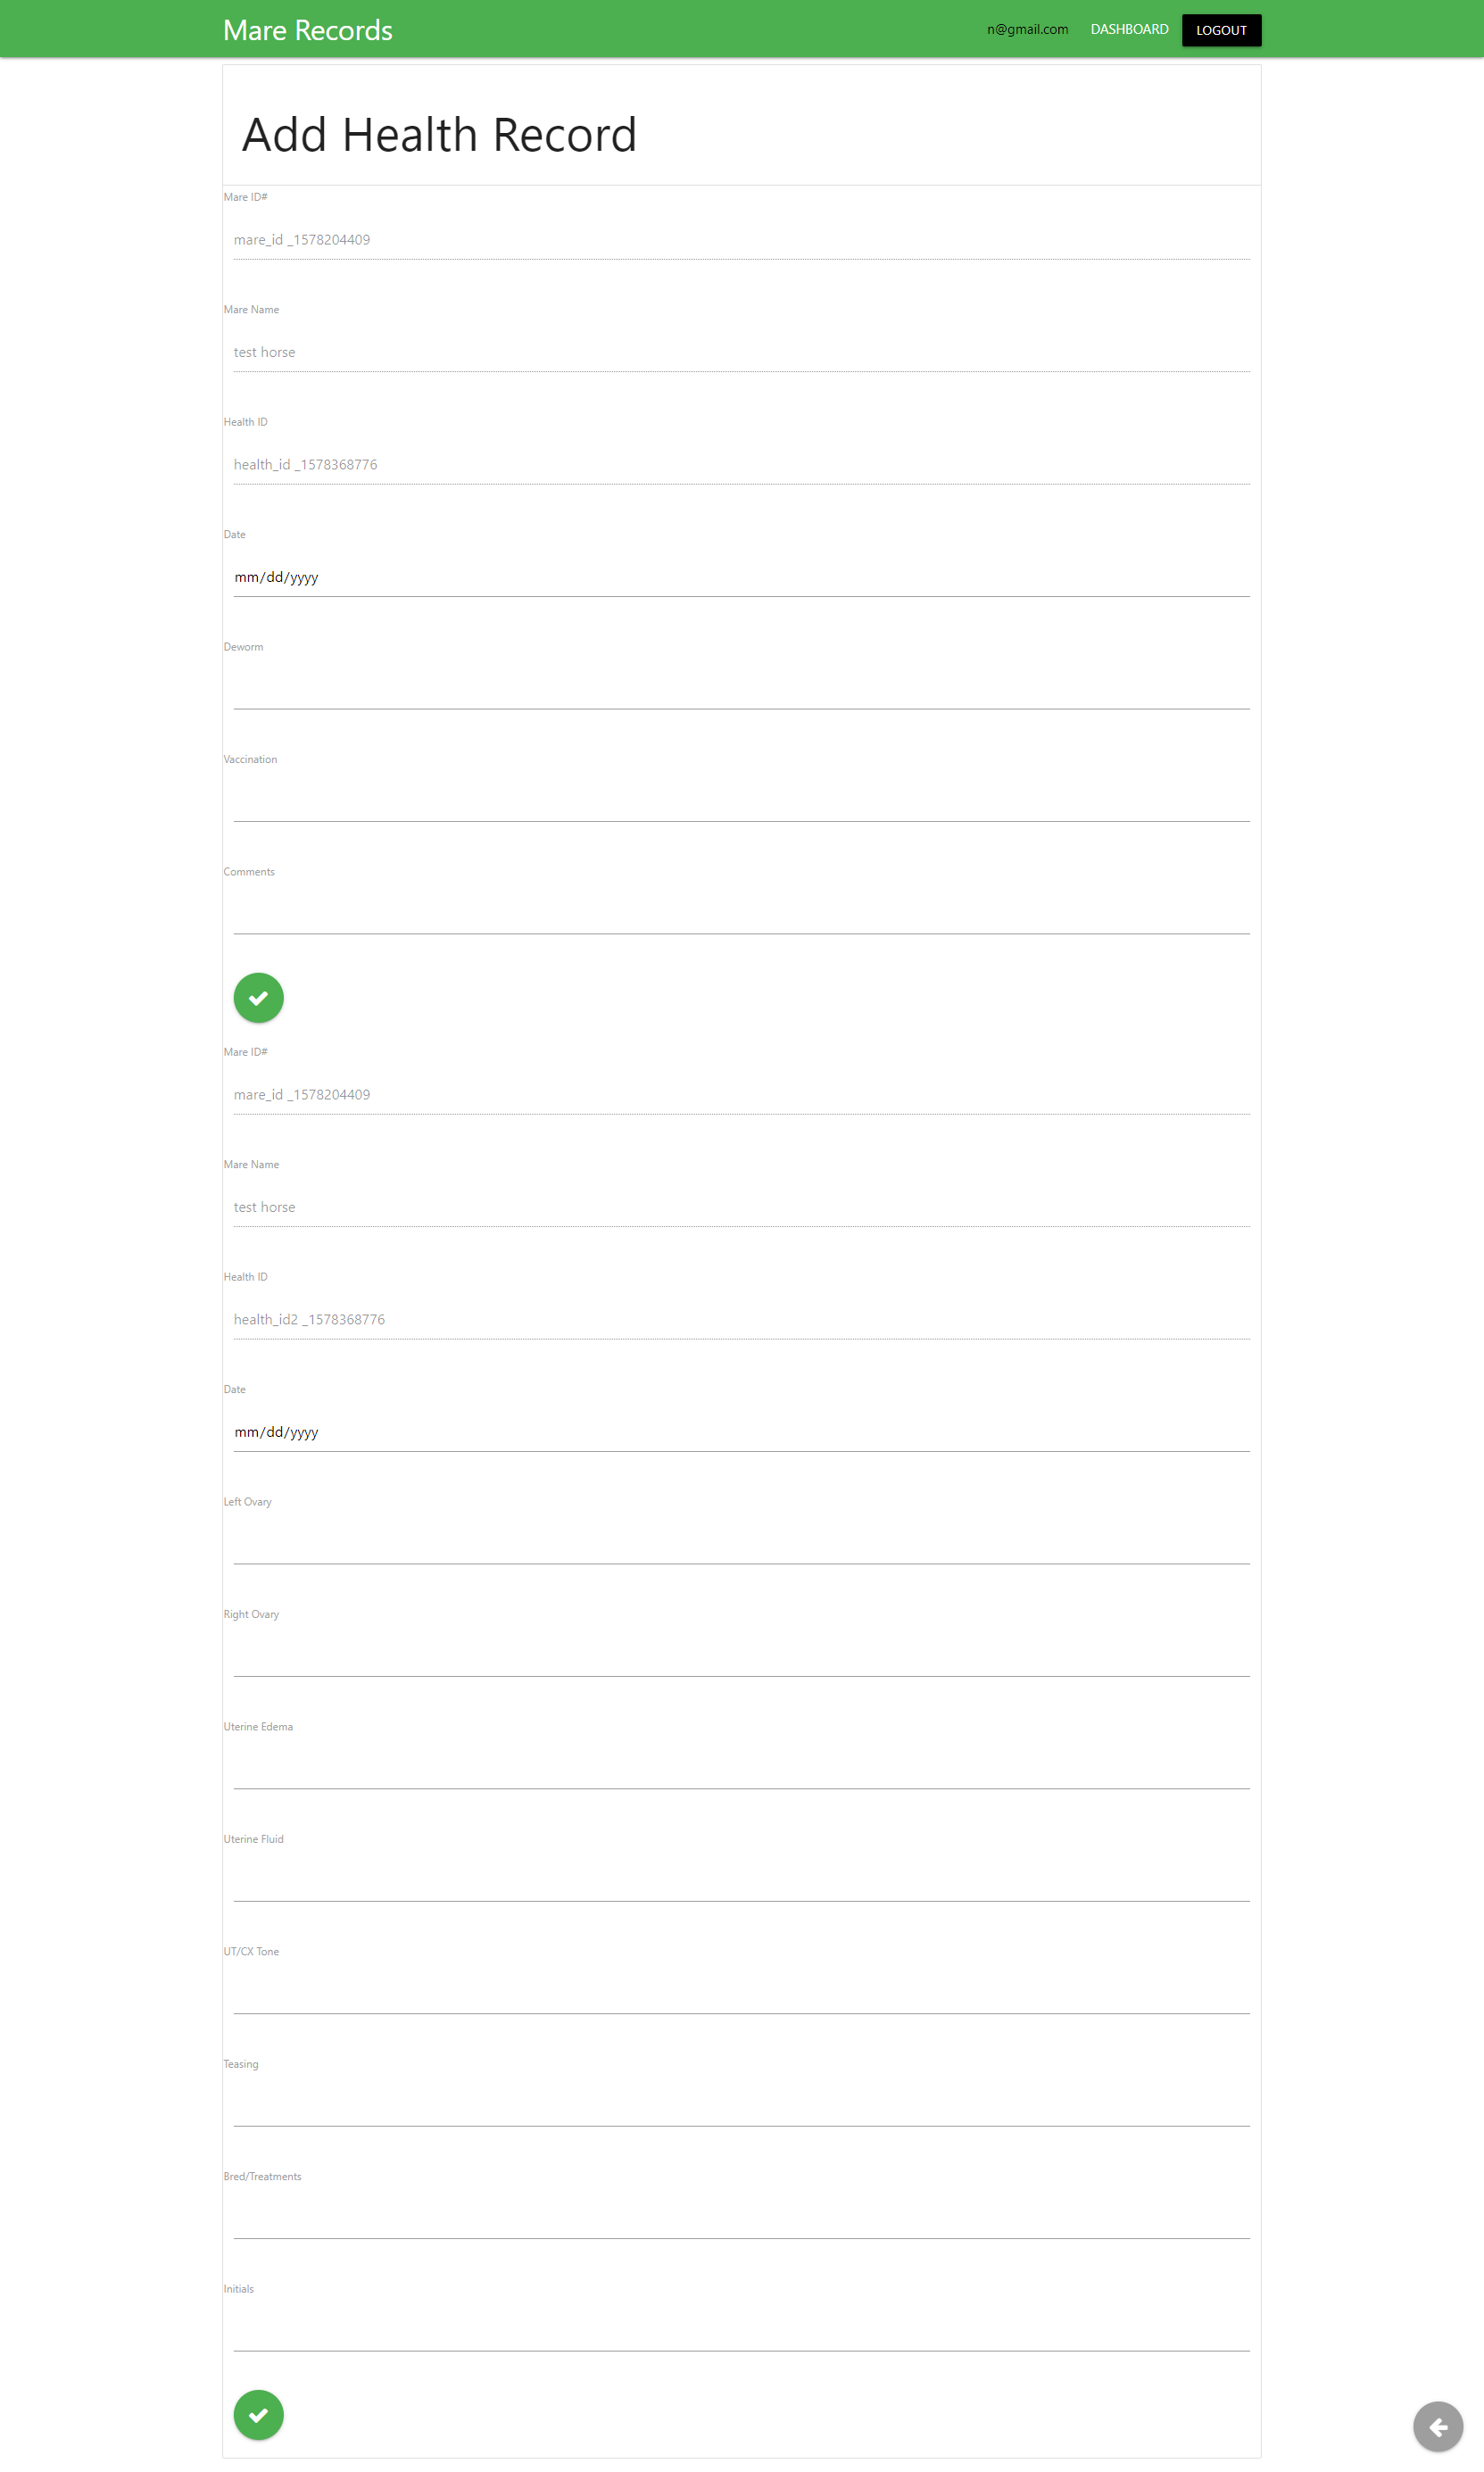 Mare Records
n@gmail.com
DASHBOARD
LOGOUT
Add Health Record
Mare ID#
mare_id _1578204409
Mare Name
test horse
Health ID
health_id _1578368776
Date
mm/dd/yyyy
Deworm
Vaccination
Comments
Mare ID#
mare_id _1578204409
Mare Name
test horse
Health ID
health_id2 _1578368776
Date
mm/dd/yyyy
Left Ovary
Right Ovary
Uterine Edema
Uterine Fluid
UT/CX Tone
Teasing
Bred/Treatments
Initials